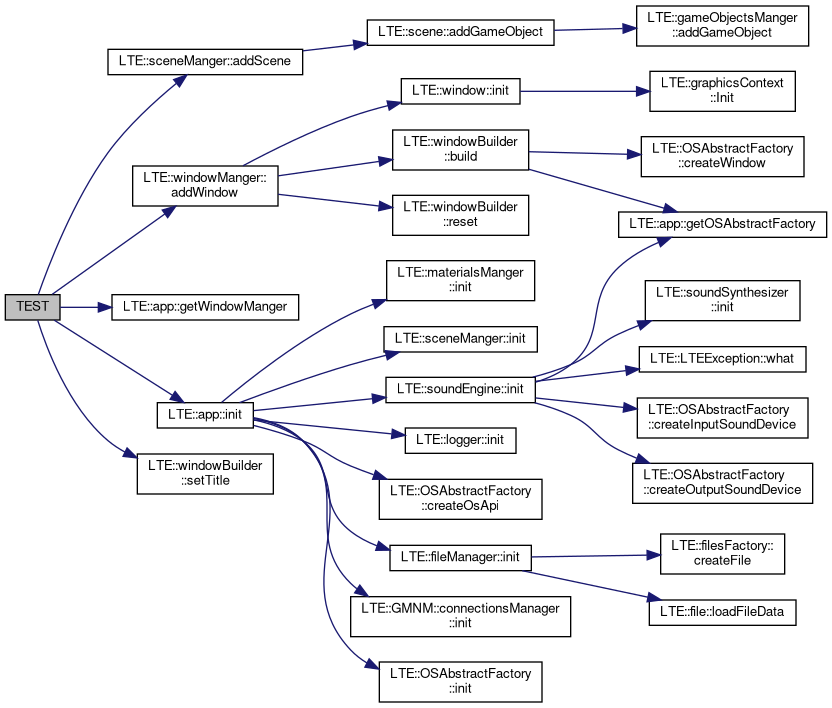 TEST
LTE::sceneManger::addScene
LTE::windowManger::
addWindow
LTE::app::getWindowManger
LTE::app::init
LTE::windowBuilder
::setTitle
LTE::scene::addGameObject
LTE::window::init
LTE::windowBuilder
::build
LTE::windowBuilder
::reset
LTE::materialsManger
::init
LTE::sceneManger::init
LTE::soundEngine::init
LTE::logger::init
LTE::OSAbstractFactory
::createOsApi
LTE::fileManager::init
LTE::GMNM::connectionsManager
::init
LTE::OSAbstractFactory
::init
LTE::gameObjectsManger
::addGameObject
LTE::graphicsContext
::Init
LTE::OSAbstractFactory
::createWindow
LTE::app::getOSAbstractFactory
LTE::soundSynthesizer
::init
LTE::LTEException::what
LTE::OSAbstractFactory
::createInputSoundDevice
LTE::OSAbstractFactory
::createOutputSoundDevice
LTE::filesFactory::
createFile
LTE::file::loadFileData